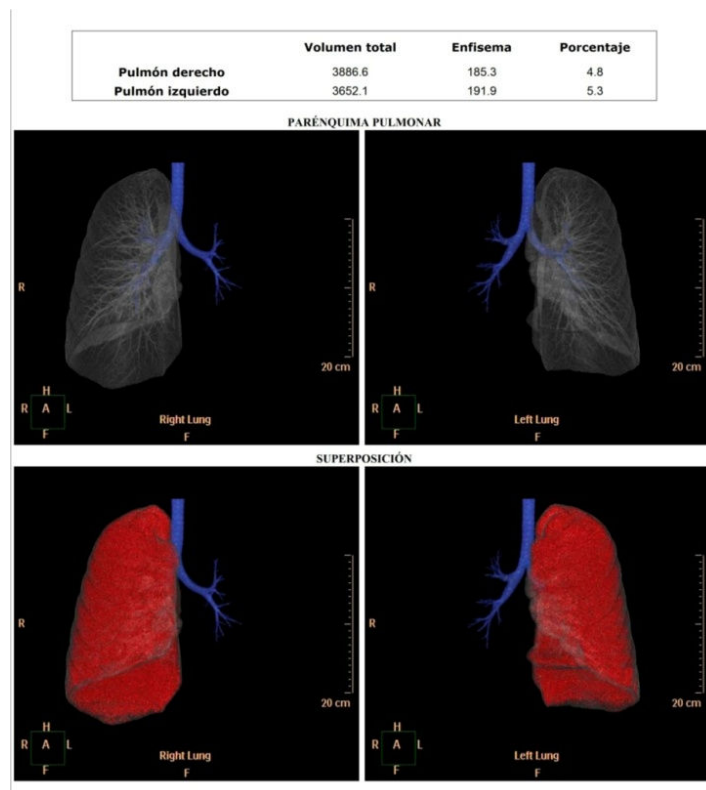 Volumen total Enfisema Porcentaje
Pulmón derecho 3886.6 185.3 4.8
Pulmón izquierdo 3652.1 191.9 5.3
PARÉNQUIMA PULMONAR
R
20 cm
H
R A L
F
Right Lung
F
R
20 cm
H
R A L
F
Left Lung
F
SUPERPOSICIÓN
R
20 cm
H
R A L
F
Right Lung
F
R
20 cm
H
R A L
F
Left Lung
F